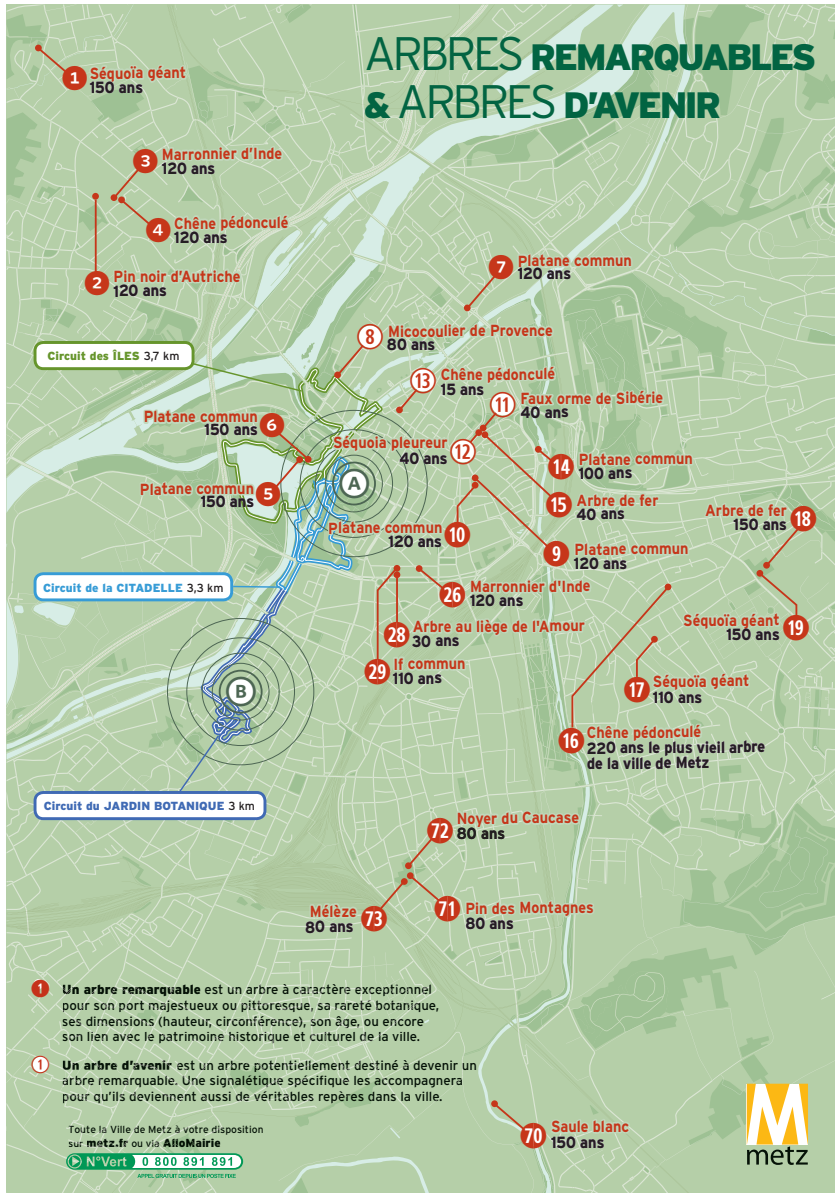 ARBRES REMARQUABLES
& ARBRES D'AVENIR
1 Séquoïa géant
150 ans
3 Marronnier d'Inde
120 ans
4 Chêne pédonculé
120 ans
2 Pin noir d'Autriche
120 ans
7 Platane commun
120 ans
8 Micocoulier de Provence
80 ans
Circuit des ÎLES 3,7 km
13 Chêne pédonculé
15 ans
11 Faux orme de Sibérie
40 ans
Platane commun 6
150 ans
Séquoia pleureur 12
40 ans
14 Platane commun
100 ans
A
Platane commun 5
150 ans
15 Arbre de fer
40 ans
Arbre de fer 18
150 ans
Platane commun 10
120 ans
9 Platane commun
120 ans
Circuit de la CITADELLE 3,3 km
26 Marronnier d'Inde
120 ans
28 Arbre au liège de l'Amour
30 ans
Séquoïa géant 19
150 ans
29 If commun
110 ans
B
17 Séquoïa géant
110 ans
16 Chêne pédonculé
220 ans le plus vieil arbre
de la ville de Metz
Circuit du JARDIN BOTANIQUE 3 km
72 Noyer du Caucase
80 ans
Mélèze 73
80 ans
71 Pin des Montagnes
80 ans
1 Un arbre remarquable est un arbre à caractère exceptionnel
pour son port majestueux ou pittoresque, sa rareté botanique,
ses dimensions (hauteur, circonférence), son âge, ou encore
son lien avec le patrimoine historique et culturel de la ville.
1 Un arbre d'avenir est un arbre potentiellement destiné à devenir un
arbre remarquable. Une signalétique spécifique les accompagnera
pour qu'ils deviennent aussi de véritables repères dans la ville.
70 Saule blanc
150 ans
Toute la Ville de Metz à votre disposition
sur metz.fr ou via AlloMairie
N°Vert 0 800 891 891
APPEL GRATUIT DEPUIS UN POSTE FIXE
M
metz